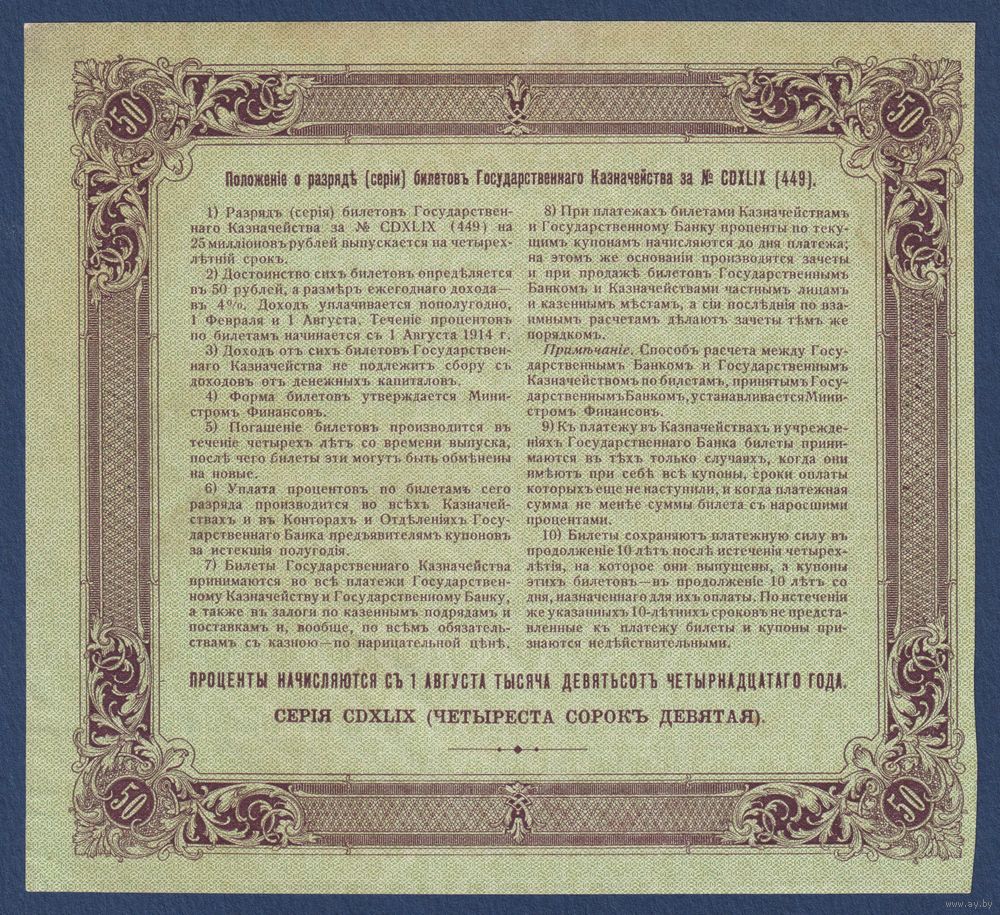 50
50
Положеніе о разрядѣ (серіи) билетовъ Государственнаго Казначейства за № CDXLIX (449).
1) Разрядъ (серія) билетовъ Государствен-
наго Казначейства за № CDXLIX (449) на
25 милліоновъ рублей выпускается на четырех-
лѣтній срокъ.
2) Достоинство сихъ билетовъ опредѣляется
въ 50 рублей, а размѣръ ежегоднаго дохода—
въ 4%. Доходъ уплачивается пополугодно,
1 Февраля и 1 Августа. Теченіе процентовъ
по билетамъ начинается съ 1 Августа 1914 г.
3) Доходъ отъ сихъ билетовъ Государствен-
наго Казначейства не подлежитъ сбору съ
доходовъ отъ денежныхъ капиталовъ.
4) Форма билетовъ утверждается Мини-
стромъ Финансовъ.
5) Погашеніе билетовъ производится въ
теченіе четырехъ лѣтъ со времени выпуска,
послѣ чего билеты эти могутъ быть обмѣнены
на новые.
6) Уплата процентовъ по билетамъ сего
разряда производится во всѣхъ Казначей-
ствахъ и въ Конторахъ и Отдѣленіяхъ Госу-
дарственнаго Банка предъявителямъ купоновъ
за истекшія полугодія.
7) Билеты Государственнаго Казначейства
принимаются во всѣ платежи Государствен-
ному Казначейству и Государственному Банку,
а также въ залоги по казеннымъ подрядамъ и
поставкамъ и, вообще, по всѣмъ обязатель-
ствамъ съ казною—по нарицательной цѣнѣ.
8) При платежахъ билетами Казначействамъ
и Государственному Банку проценты по теку-
щимъ купонамъ начисляются до дня платежа;
на этомъ же основаніи производятся зачеты
и при продажѣ билетовъ Государственнымъ
Банкомъ и Казначействами частнымъ лицамъ
и казеннымъ мѣстамъ, а сіи послѣднія по вза-
имнымъ расчетамъ дѣлаютъ зачеты тѣмъ же
порядкомъ.
Примѣчаніе. Способъ расчета между Госу-
дарственнымъ Банкомъ и Государственнымъ
Казначействомъ по билетамъ, принятымъ Госу-
дарственнымъ Банкомъ, устанавливается Мини-
стромъ Финансовъ.
9) Къ платежу въ Казначействахъ и учрежде-
ніяхъ Государственнаго Банка билеты прини-
маются въ тѣхъ только случаяхъ, когда они
имѣютъ при себѣ всѣ купоны, сроки оплаты
которыхъ еще не наступили, и когда платежная
сумма не менѣе суммы билета съ наросшими
процентами.
10) Билеты сохраняютъ платежную силу въ
продолженіе 10 лѣтъ послѣ истеченія четырех-
лѣтія, на которое они выпущены, а купоны
этихъ билетовъ—въ продолженіе 10 лѣтъ со
дня, назначеннаго для ихъ оплаты. По истеченіи
же указанныхъ 10-лѣтнихъ сроковъ не предста-
вленные къ платежу билеты и купоны при-
знаются недѣйствительными.
ПРОЦЕНТЫ НАЧИСЛЯЮТСЯ СЪ 1 АВГУСТА ТЫСЯЧА ДЕВЯТЬСОТЪ ЧЕТЫРНАДЦАТАГО ГОДА.
СЕРІЯ CDXLIX (ЧЕТЫРЕСТА СОРОКЪ ДЕВЯТАЯ).
50
50
www.ay.by